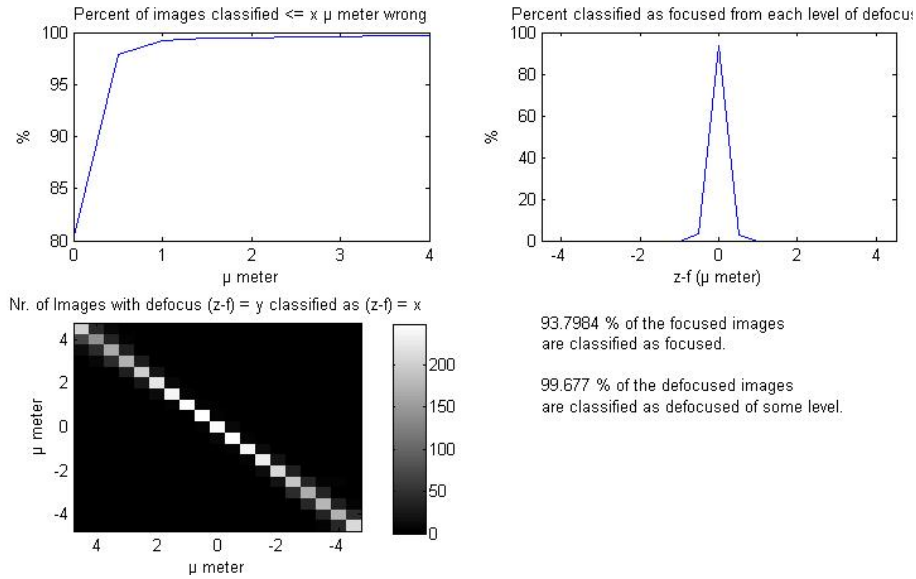 Percent of images classified <= x µ meter wrong
100
95
90
85
80
%
0 1 2 3 4
µ meter
Percent classified as focused from each level of defocus
100
80
60
40
20
0
%
-4 -2 0 2 4
z-f (µ meter)
Nr. of Images with defocus (z-f) = y classified as (z-f) = x
4
2
0
-2
-4
µ meter
4 2 0 -2 -4
µ meter
200
150
100
50
0
93.7984 % of the focused images
are classified as focused.
99.677 % of the defocused images
are classified as defocused of some level.